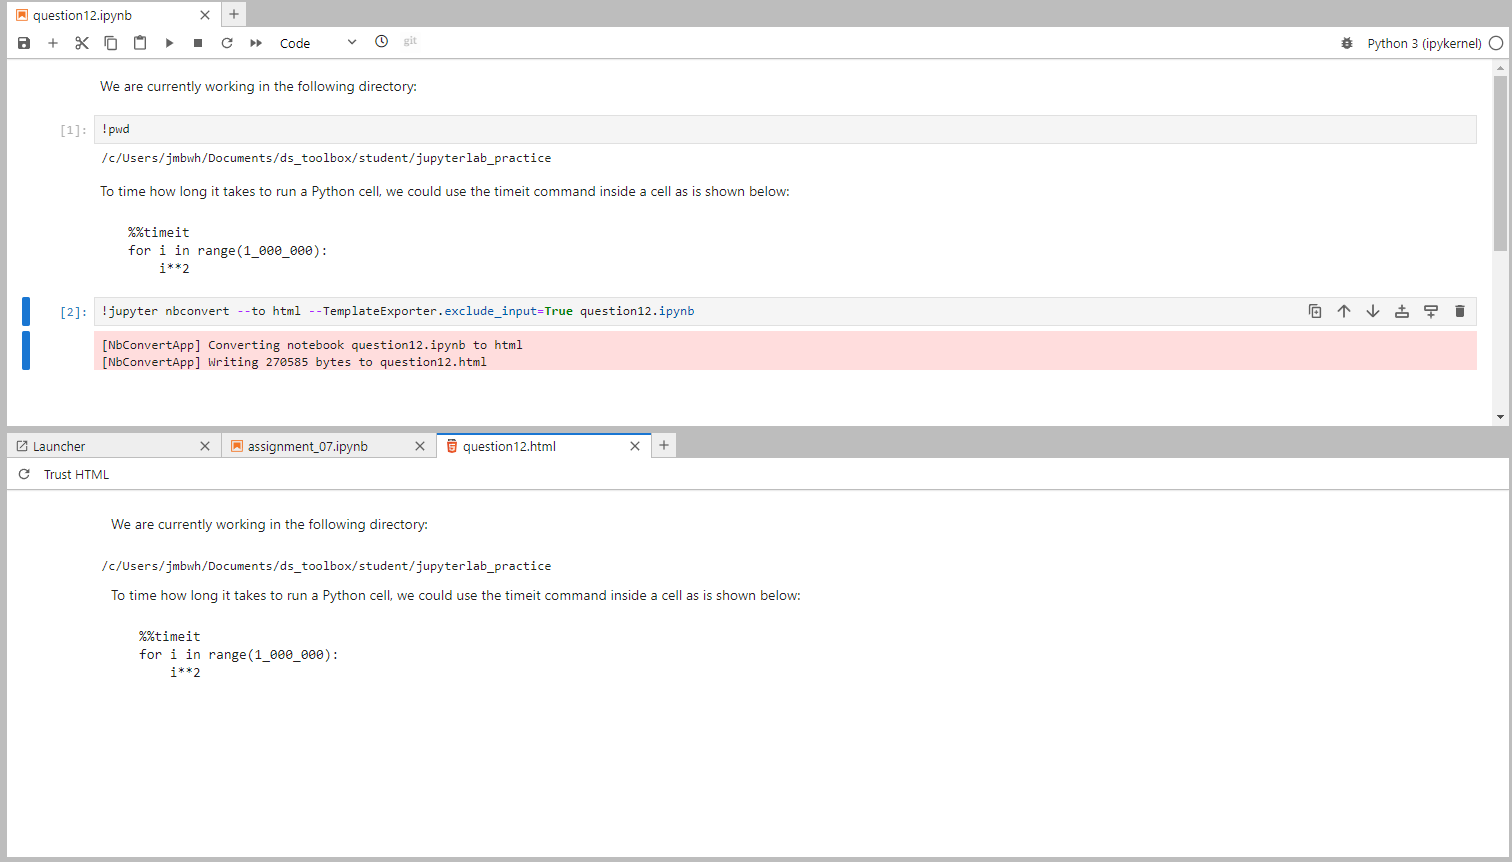 question12.ipynb
Code
git
Python 3 (ipykernel)
We are currently working in the following directory:
[1]: !pwd
/c/Users/jmbwh/Documents/ds_toolbox/student/jupyterlab_practice
To time how long it takes to run a Python cell, we could use the timeit command inside a cell as is shown below:
%%timeit
for i in range(1_000_000):
    i**2
[2]: !jupyter nbconvert --to html --TemplateExporter.exclude_input=True question12.ipynb
[NbConvertApp] Converting notebook question12.ipynb to html
[NbConvertApp] Writing 270585 bytes to question12.html
Launcher assignment_07.ipynb question12.html
Trust HTML
We are currently working in the following directory:
/c/Users/jmbwh/Documents/ds_toolbox/student/jupyterlab_practice
To time how long it takes to run a Python cell, we could use the timeit command inside a cell as is shown below:
%%timeit
for i in range(1_000_000):
    i**2